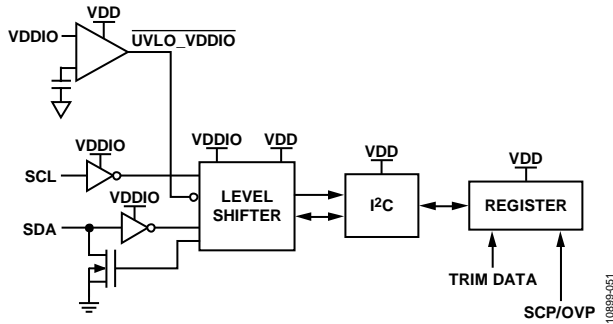 VDD
VDDIO
UVLO_VDDIO
VDDIO
VDDIO
VDD
VDD
VDD
SCL
VDDIO
LEVEL
SHIFTER
I²C
REGISTER
SDA
TRIM DATA
SCP/OVP
10899-051